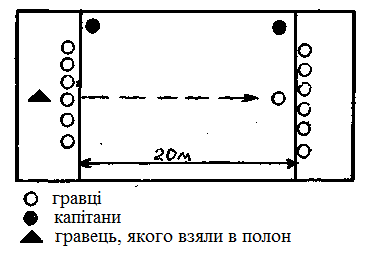 20м
гравці
капітани
гравець, якого взяли в полон